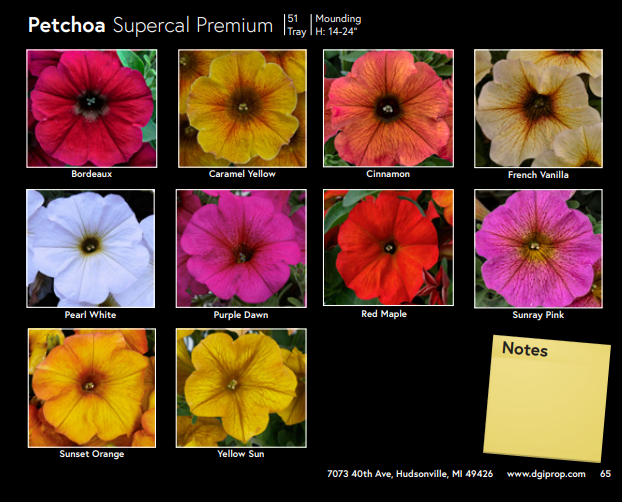 Petchoa Supercal Premium
51
Tray
Mounding
H: 14-24"
Bordeaux
Caramel Yellow
Cinnamon
French Vanilla
Pearl White
Purple Dawn
Red Maple
Sunray Pink
Notes
Sunset Orange
Yellow Sun
7073 40th Ave, Hudsonville, MI 49426 www.dgiprop.com 65